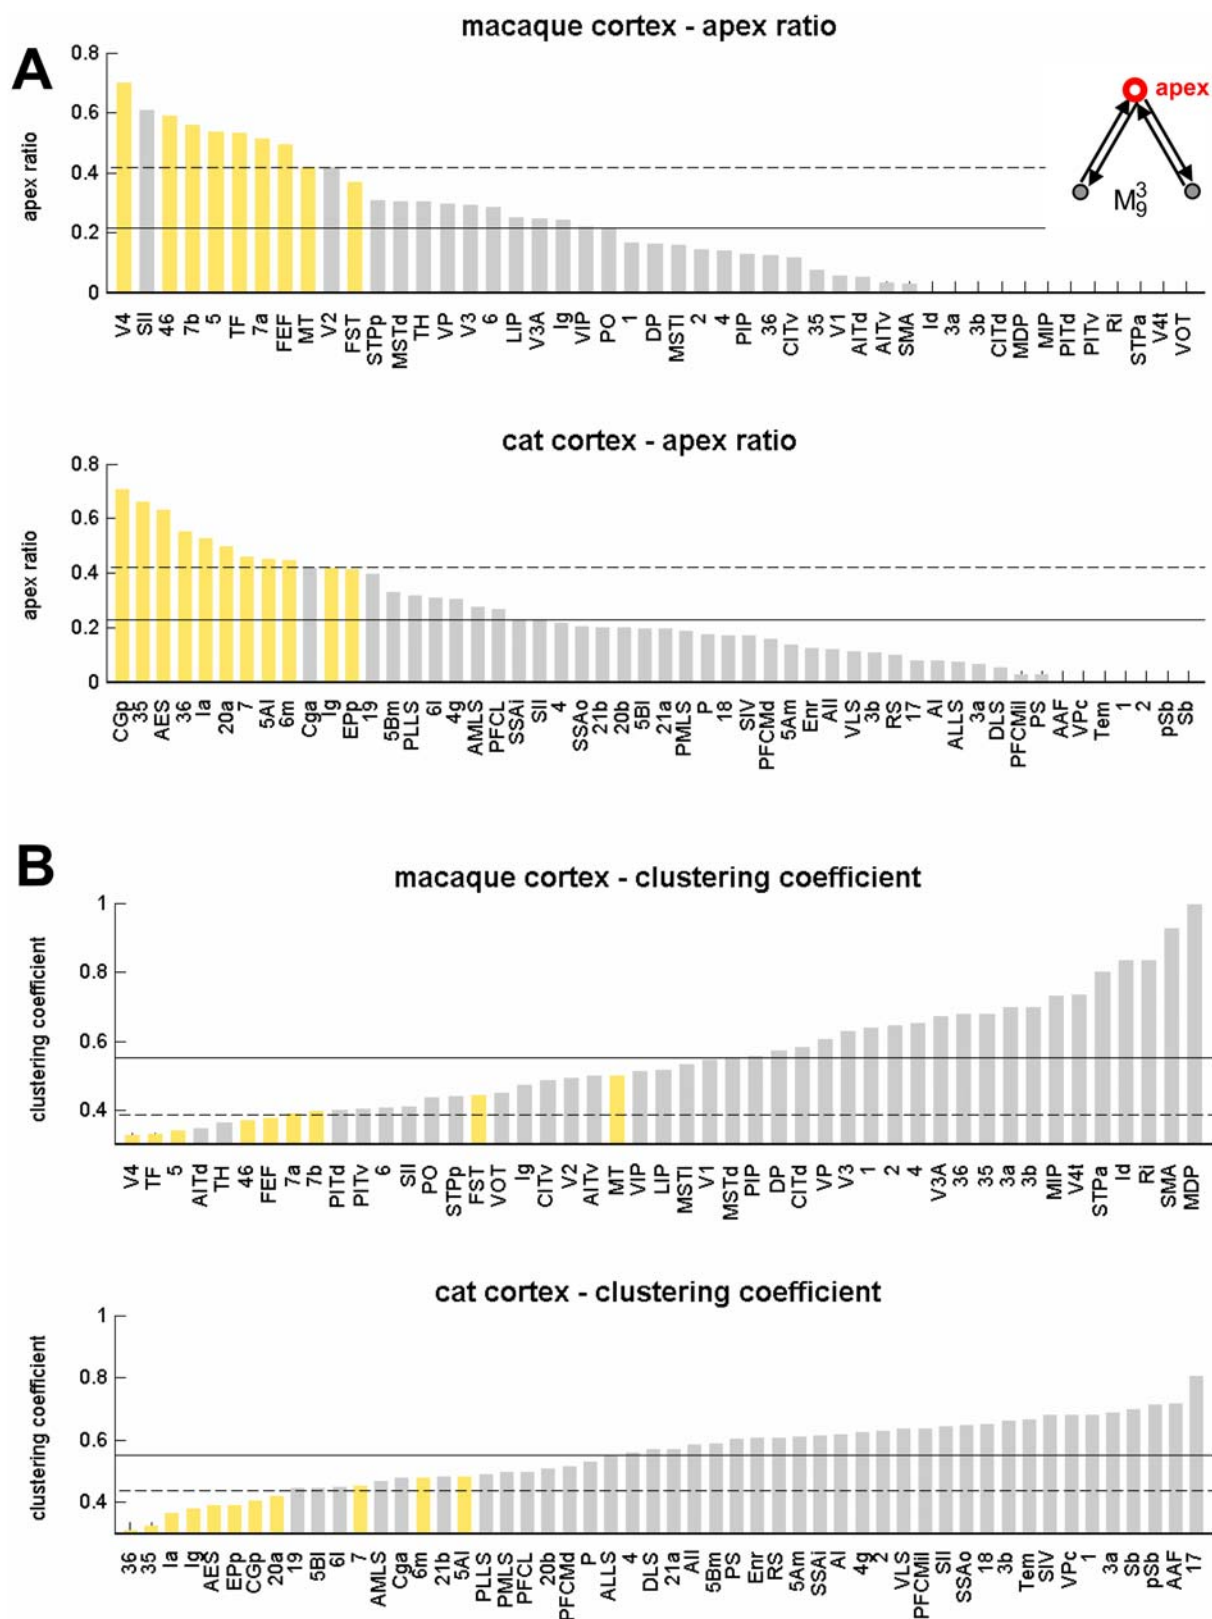 A
macaque cortex - apex ratio
apex ratio
0.8
0.6
0.4
0.2
0
apex
M 3 9
V4 SII 46 7b 5 TF 7a FEF MT V2 FST STPp MSTd TH VP V3 6 LIP V3A Ig VIP PO 1 DP MSTl 2 4 PIP 36 CITv 35 V1 AITd AITv SMA Id 3a 3b CITd MDP MIP PITd PITv Ri STPa V4t VOT
cat cortex - apex ratio
apex ratio
0.8
0.6
0.4
0.2
0
CGp 35 AES 36 Ia 20a 7 5Al 6m Cga Ig EPp 19 5Bm PLLS 6l 4g AMLS PFCL SSAi SII 4 SSAo 21b 20b 5Bl 21a PMLS P 18 SIV PFCMd 5Am Enr AII VLS 3b RS 17 AI ALLS 3a DLS PFCMil PS AAF VPc Tem 1 2 pSb Sb
B
macaque cortex - clustering coefficient
clustering coefficient
1
0.8
0.6
0.4
V4 TF 5 AITd TH 46 FEF 7a 7b PITd PITv 6 SII PO STPp FST VOT Ig CITv V2 AITv MT VIP LIP MSTl V1 MSTd PIP DP CITd VP V3 1 2 4 V3A 36 35 3a 3b MIP V4t STPa Id Ri SMA MDP
cat cortex - clustering coefficient
clustering coefficient
1
0.8
0.6
0.4
36 35 Ia Ig AES EPp CGp 20a 19 5Bl 6l 7 AMLS Cga 6m 21b 5Al PLLS PMLS PFCL 20b PFCMd P ALLS 4 DLS 21a AII 5Bm PS Enr RS 5Am SSAi AI 4g 2 VLS PFCMil SII SSAo 18 3b Tem SIV VPc 1 3a Sb pSb AAF 17